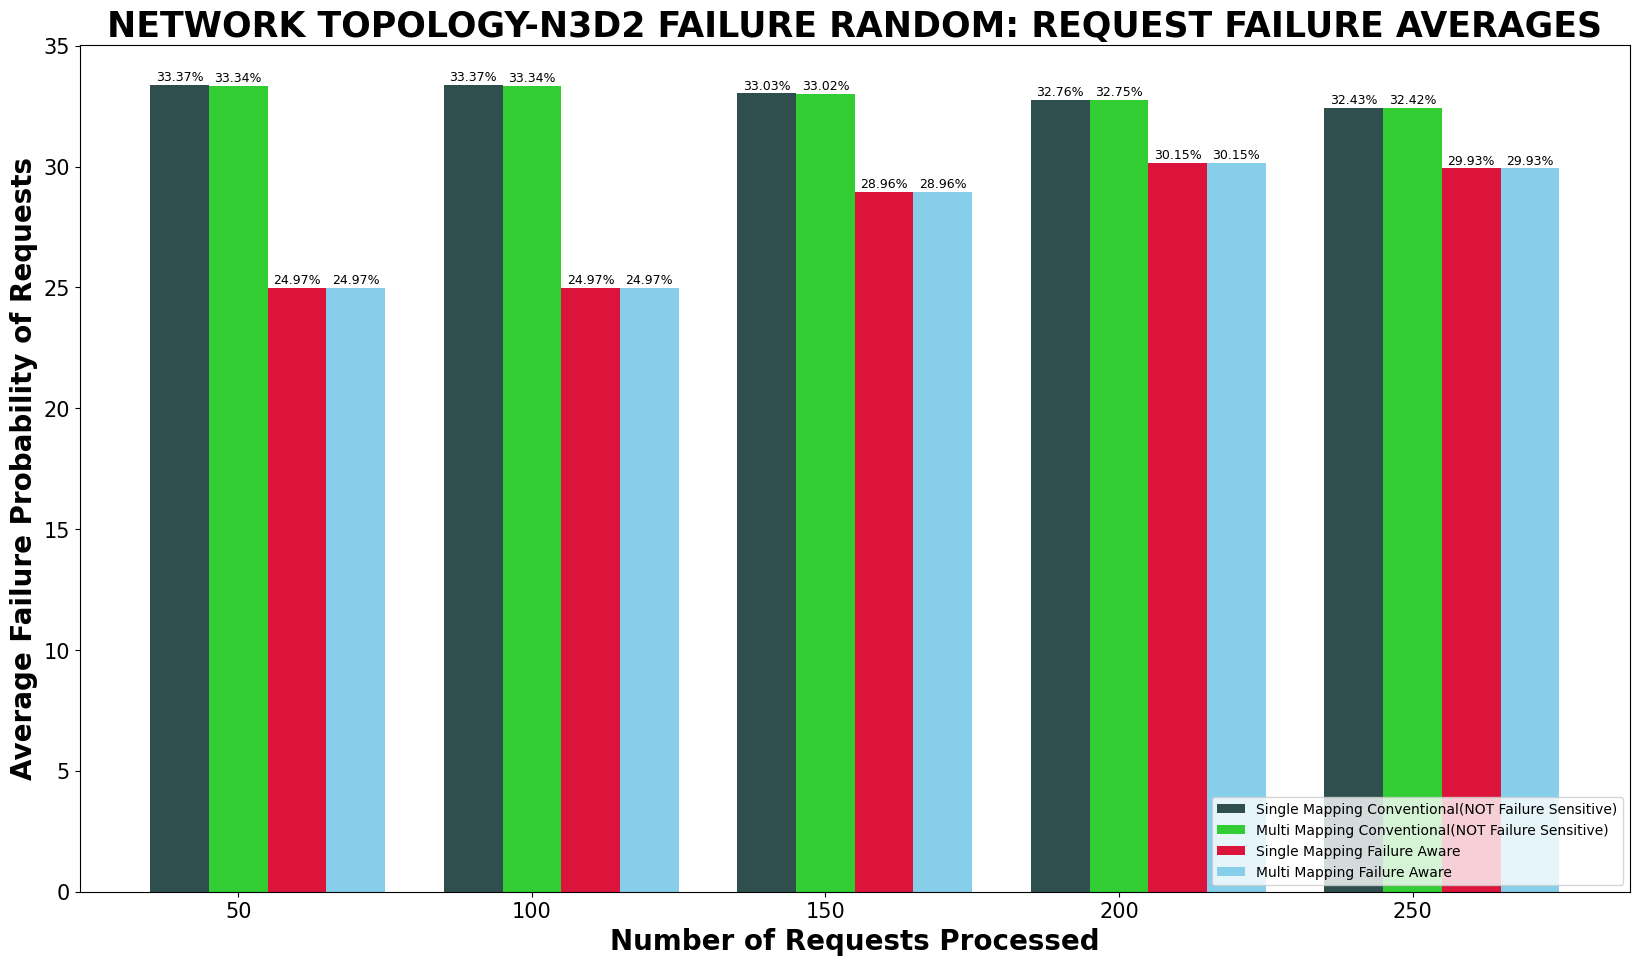 NETWORK TOPOLOGY-N3D2 FAILURE RANDOM: REQUEST FAILURE AVERAGES
Average Failure Probability of Requests
35
30
25
20
15
10
5
0
33.37% 33.34% 24.97% 24.97%
33.37% 33.34% 24.97% 24.97%
33.03% 33.02% 28.96% 28.96%
32.76% 32.75% 30.15% 30.15%
32.43% 32.42% 29.93% 29.93%
Single Mapping Conventional(NOT Failure Sensitive)
Multi Mapping Conventional(NOT Failure Sensitive)
Single Mapping Failure Aware
Multi Mapping Failure Aware
50 100 150 200 250
Number of Requests Processed